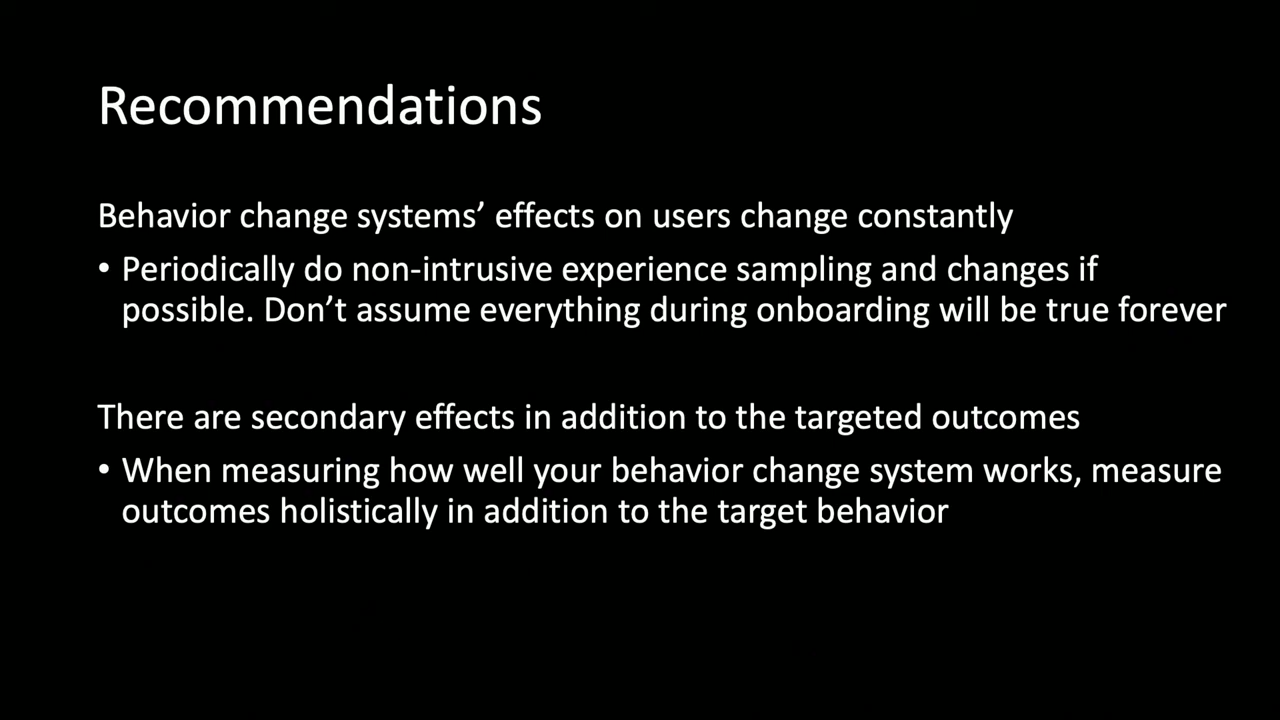 Recommendations
Behavior change systems’ effects on users change constantly
• Periodically do non-intrusive experience sampling and changes if
possible. Don’t assume everything during onboarding will be true forever
There are secondary effects in addition to the targeted outcomes
• When measuring how well your behavior change system works, measure
outcomes holistically in addition to the target behavior